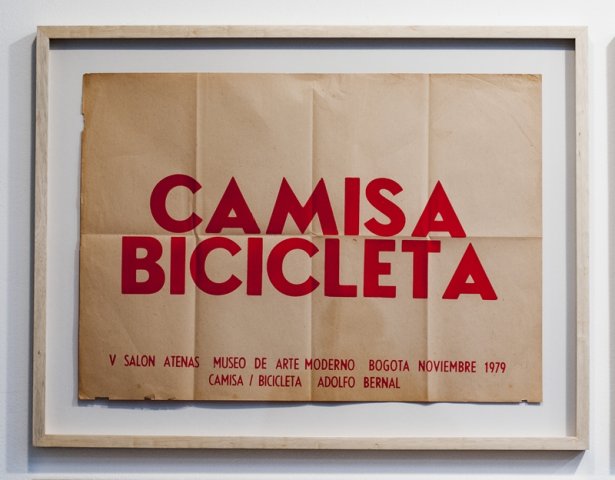 CAMISA
BICICLETA
V SALON ATENAS MUSEO DE ARTE MODERNO BOGOTA NOVIEMBRE 1979
CAMISA / BICICLETA ADOLFO BERNAL